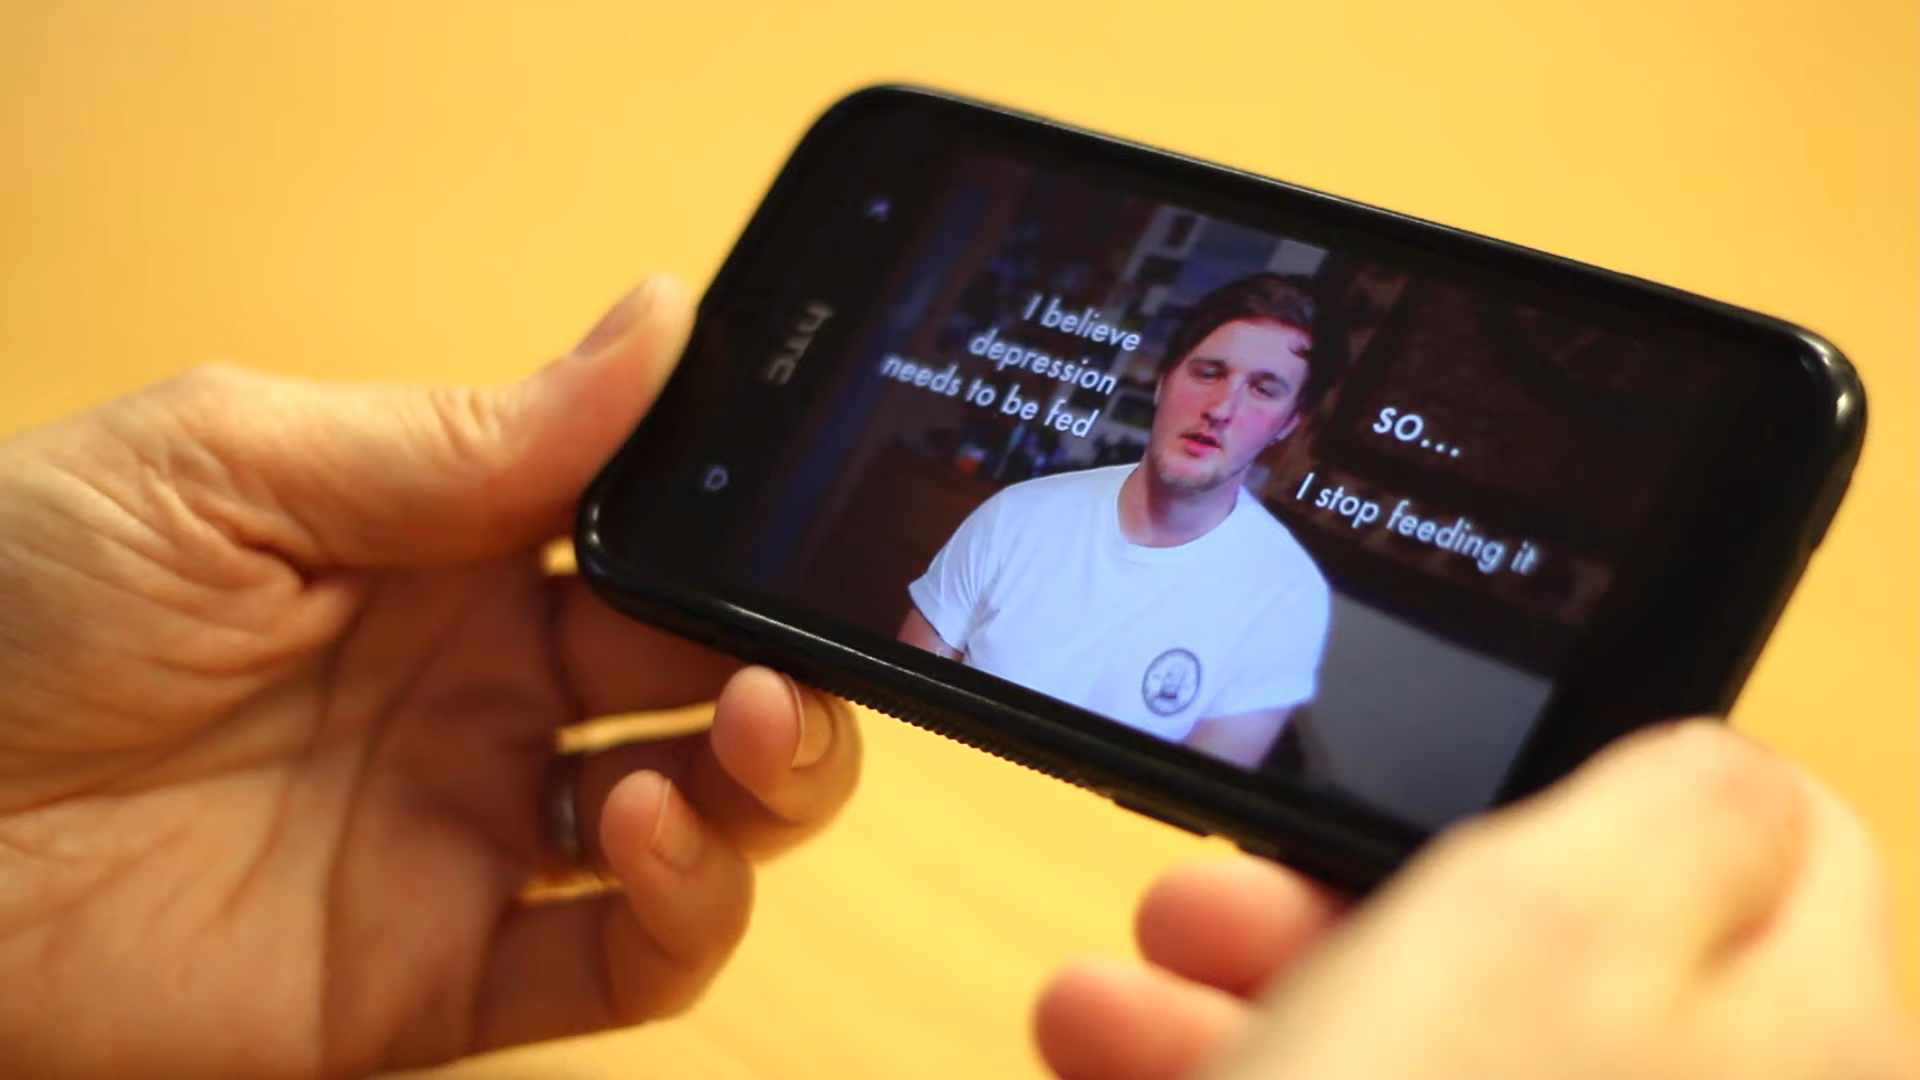 htc
I believe
depression
needs to be fed
so...
I stop feeding it